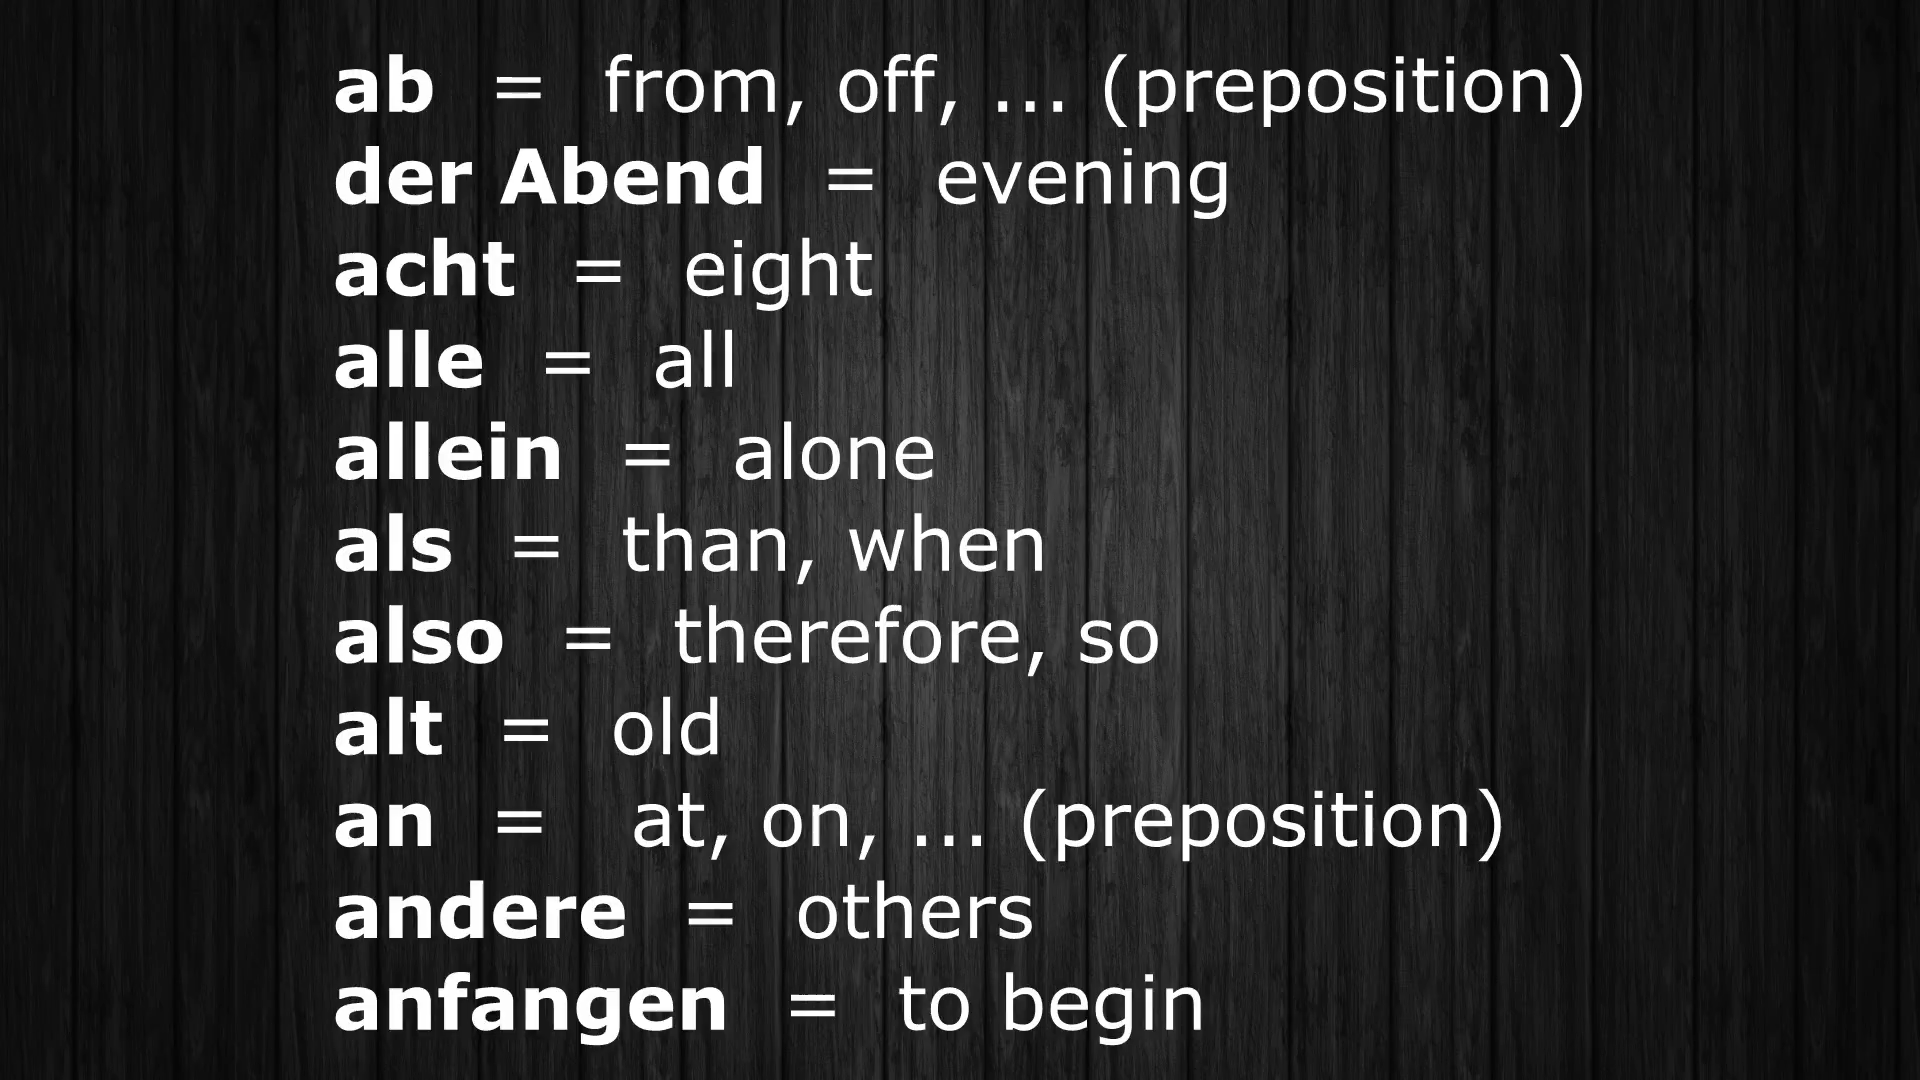 ab = from, off, ... (preposition)
der Abend = evening
acht = eight
alle = all
allein = alone
als = than, when
also = therefore, so
alt = old
an = at, on, ... (preposition)
andere = others
anfangen = to begin